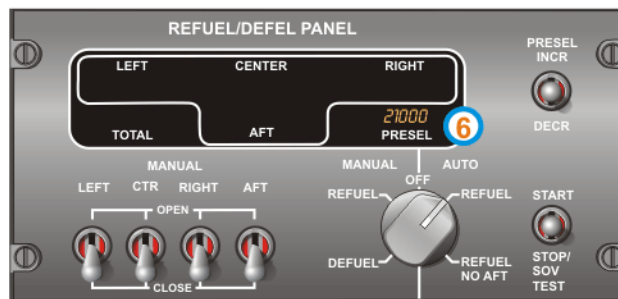 REFUEL/DEFEL PANEL
LEFT CENTER RIGHT
21000
TOTAL AFT PRESEL
6
PRESEL
INCR
DECR
MANUAL
LEFT CTR RIGHT AFT
OPEN
CLOSE
MANUAL AUTO
OFF
REFUEL REFUEL
DEFUEL REFUEL
NO AFT
START
STOP/
SOV
TEST